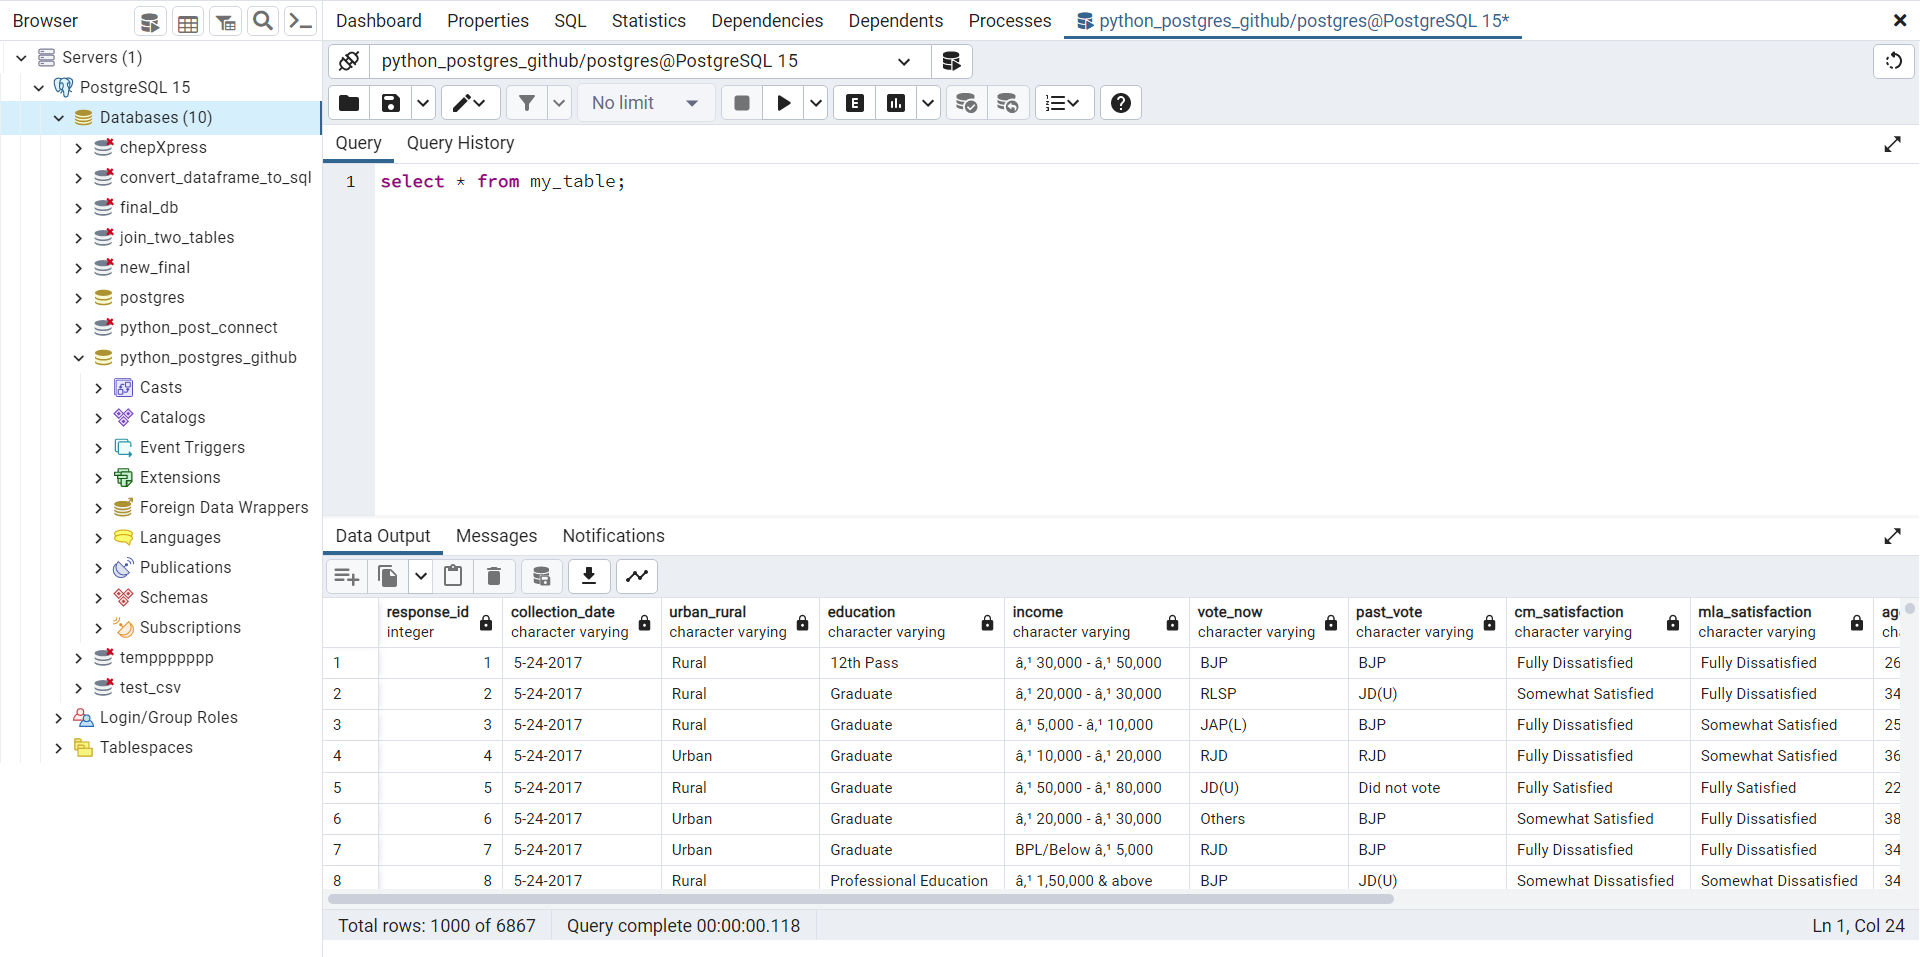 Browser
Servers (1)
PostgreSQL 15
Databases (10)
chepXpress
convert_dataframe_to_sql
final_db
join_two_tables
new_final
postgres
python_post_connect
python_postgres_github
Casts
Catalogs
Event Triggers
Extensions
Foreign Data Wrappers
Languages
Publications
Schemas
Subscriptions
temppppppp
test_csv
Login/Group Roles
Tablespaces
Dashboard Properties SQL Statistics Dependencies Dependents Processes python_postgres_github/postgres@PostgreSQL 15*
python_postgres_github/postgres@PostgreSQL 15
No limit E
Query Query History
1 select * from my_table;
Data Output Messages Notifications
response_id collection_date urban_rural education income vote_now past_vote cm_satisfaction mla_satisfaction
integer character varying character varying character varying character varying character varying character varying character varying character varying
1 1 5-24-2017 Rural 12th Pass â‚¹ 30,000 - â‚¹ 50,000 BJP BJP Fully Dissatisfied Fully Dissatisfied 26
2 2 5-24-2017 Rural Graduate â‚¹ 20,000 - â‚¹ 30,000 RLSP JD(U) Somewhat Satisfied Fully Dissatisfied 34
3 3 5-24-2017 Rural Graduate â‚¹ 5,000 - â‚¹ 10,000 JAP(L) BJP Fully Dissatisfied Somewhat Satisfied 25
4 4 5-24-2017 Urban Graduate â‚¹ 10,000 - â‚¹ 20,000 RJD RJD Fully Dissatisfied Somewhat Satisfied 36
5 5 5-24-2017 Rural Graduate â‚¹ 50,000 - â‚¹ 80,000 JD(U) Did not vote Fully Satisfied Fully Satisfied 22
6 6 5-24-2017 Urban Graduate â‚¹ 20,000 - â‚¹ 30,000 Others BJP Somewhat Satisfied Fully Dissatisfied 38
7 7 5-24-2017 Urban Graduate BPL/Below â‚¹ 5,000 RJD BJP Fully Dissatisfied Fully Dissatisfied 34
8 8 5-24-2017 Rural Professional Education â‚¹ 1,50,000 & above BJP JD(U) Somewhat Dissatisfied Somewhat Dissatisfied 34
Total rows: 1000 of 6867 Query complete 00:00:00.118 Ln 1, Col 24